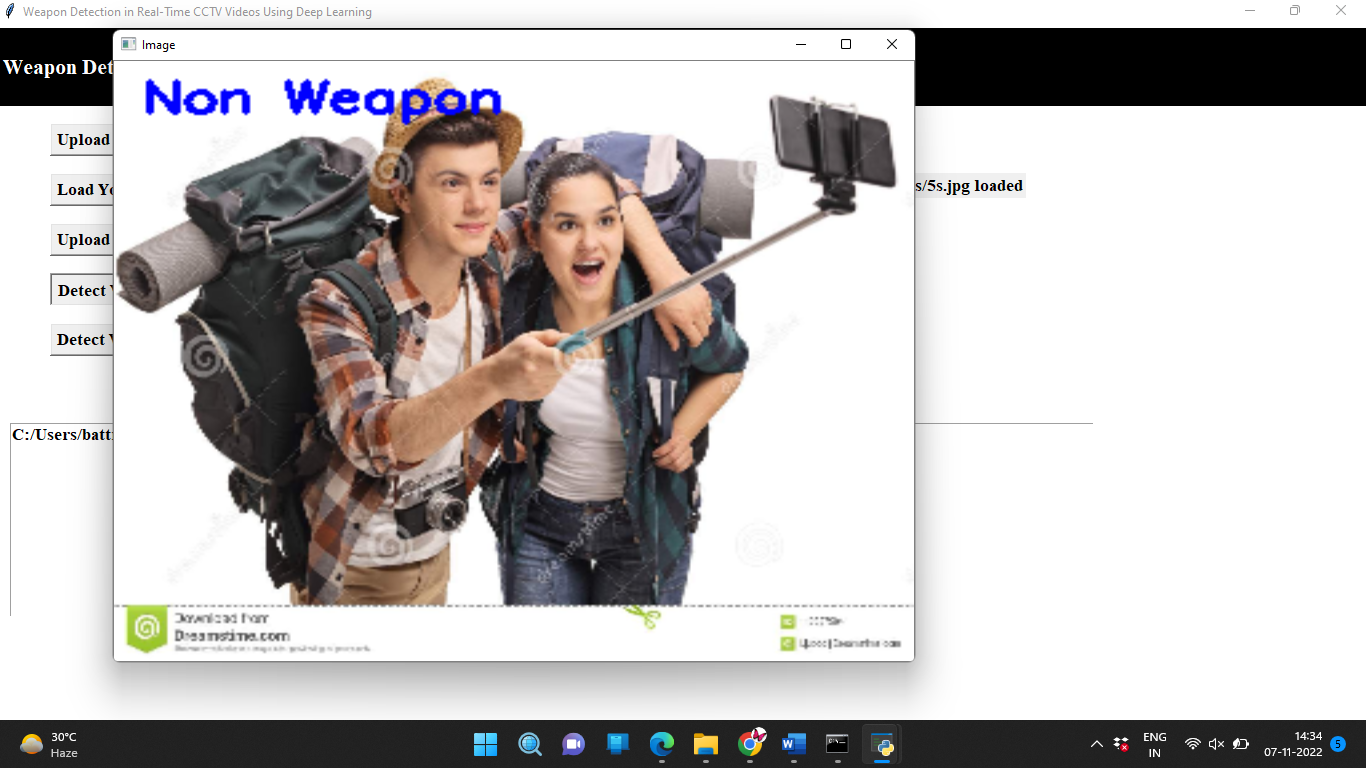 Weapon Detection in Real-Time CCTV Videos Using Deep Learning
Image
Weapon Det
Non Weapon
Upload
Load Yo
s/5s.jpg loaded
Upload
Detect
Detect
C:/Users/batt
Download from
Dreamstime.com
dreamstime
30°C
Haze
ENG
IN
14:34
07-11-2022
5